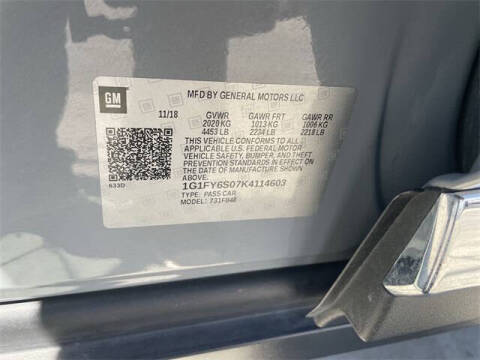 MFD BY GENERAL MOTORS LLC
GM
11/18 GVWR GAWR FRT GAWR RR
2020 KG 1013 KG 1006 KG
4453 LB 2234 LB 2218 LB
THIS VEHICLE CONFORMS TO ALL
APPLICABLE U.S. FEDERAL MOTOR
VEHICLE SAFETY, BUMPER, AND THEFT
PREVENTION STANDARDS IN EFFECT ON
THE DATE OF MANUFACTURE SHOWN
ABOVE.
1G1FY6S07K4114603
TYPE: PASS CAR
MODEL: